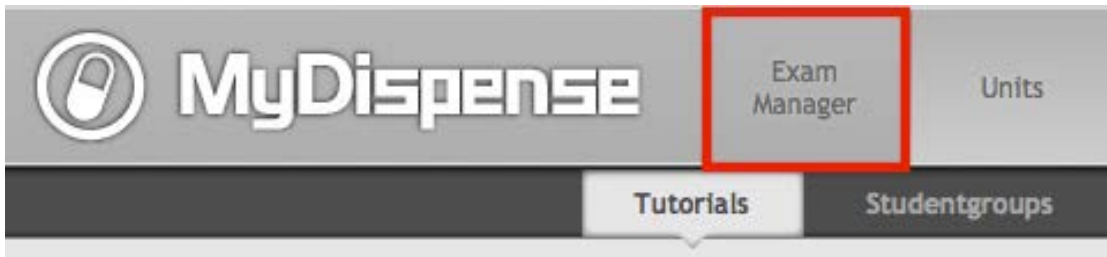 MyDispense
Exam
Manager
Units
Tutorials
Studentgroups